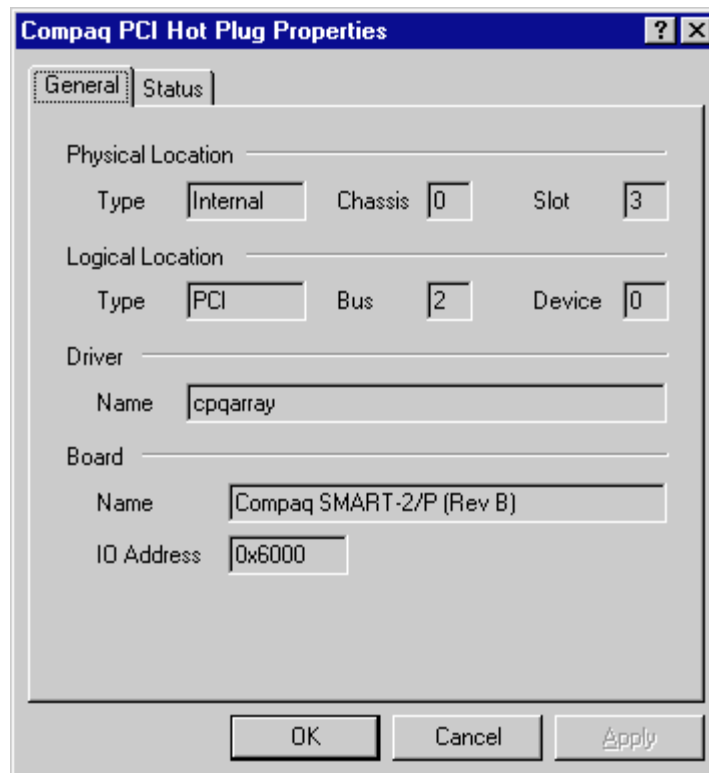 Compaq PCI Hot Plug Properties ? X
General Status
Physical Location
Type Internal Chassis 0 Slot 3
Logical Location
Type PCI Bus 2 Device 0
Driver
Name cpqarray
Board
Name Compaq SMART-2/P (Rev B)
IO Address 0x6000
OK Cancel Apply